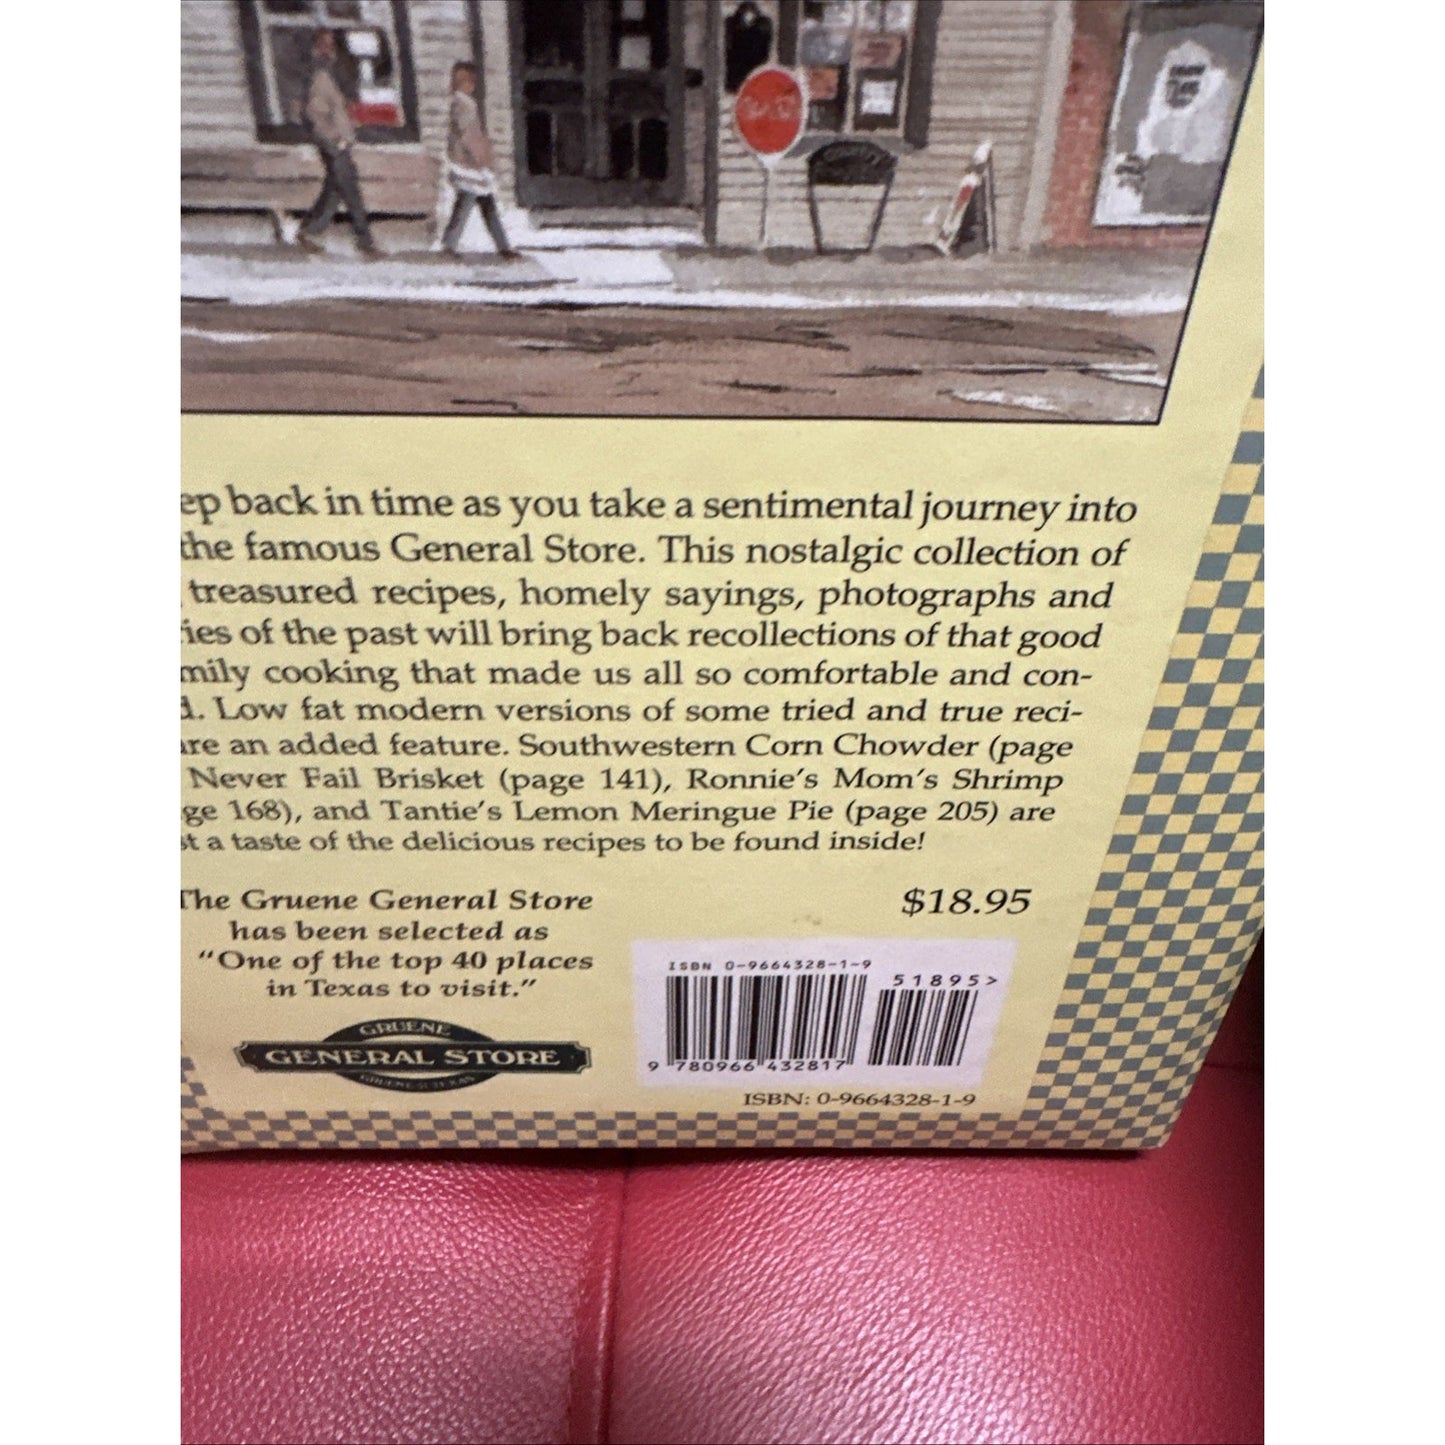 ep back in time as you take a sentimental journey into
the famous General Store. This nostalgic collection of
treasured recipes, homely sayings, photographs and
ies of the past will bring back recollections of that good
mily cooking that made us all so comfortable and con-
d. Low fat modern versions of some tried and true reci-
are an added feature. Southwestern Corn Chowder (page
Never Fail Brisket (page 141), Ronnie's Mom's Shrimp
ge 168), and Tantie's Lemon Meringue Pie (page 205) are
st a taste of the delicious recipes to be found inside!
The Gruene General Store
has been selected as
"One of the top 40 places
in Texas to visit."
$18.95
ISBN 0-9664328-1-9
51895>
9 780966 432817
ISBN: 0-9664328-1-9
GRUENE
GENERAL STORE